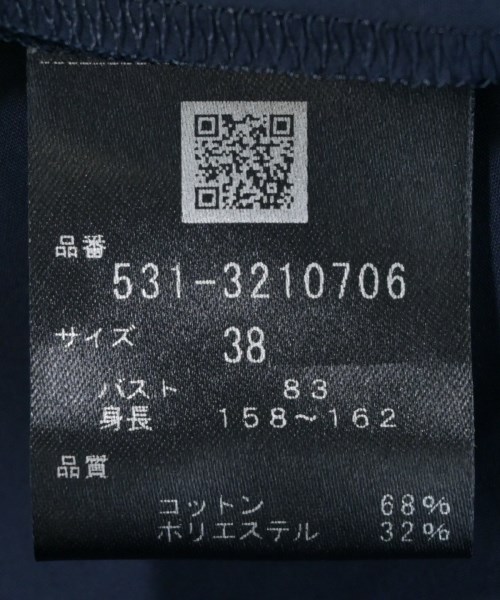 品番
531-3210706
サイズ 38
バスト 83
身長 158~162
品質
コットン 68%
ポリエステル 32%